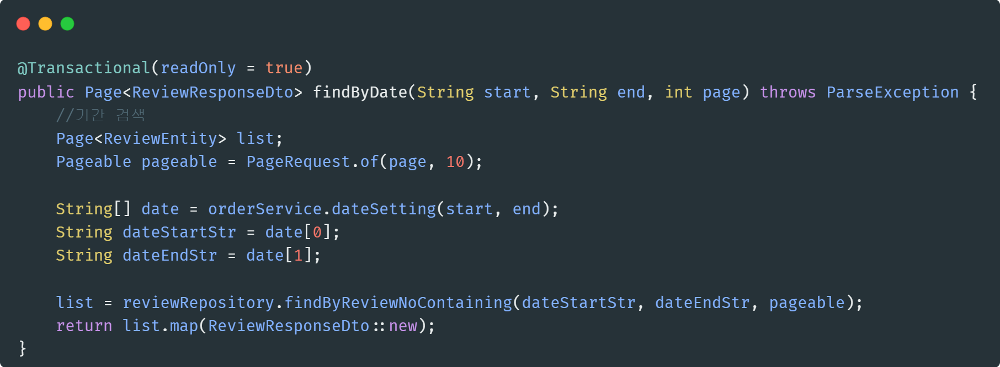 @Transactional(readOnly = true)
public Page<ReviewResponseDto> findByDate(String start, String end, int page) throws ParseException {
    //기간 검색
    Page<ReviewEntity> list;
    Pageable pageable = PageRequest.of(page, 10);

    String[] date = orderService.dateSetting(start, end);
    String dateStartStr = date[0];
    String dateEndStr = date[1];

    list = reviewRepository.findByReviewNoContaining(dateStartStr, dateEndStr, pageable);
    return list.map(ReviewResponseDto::new);
}